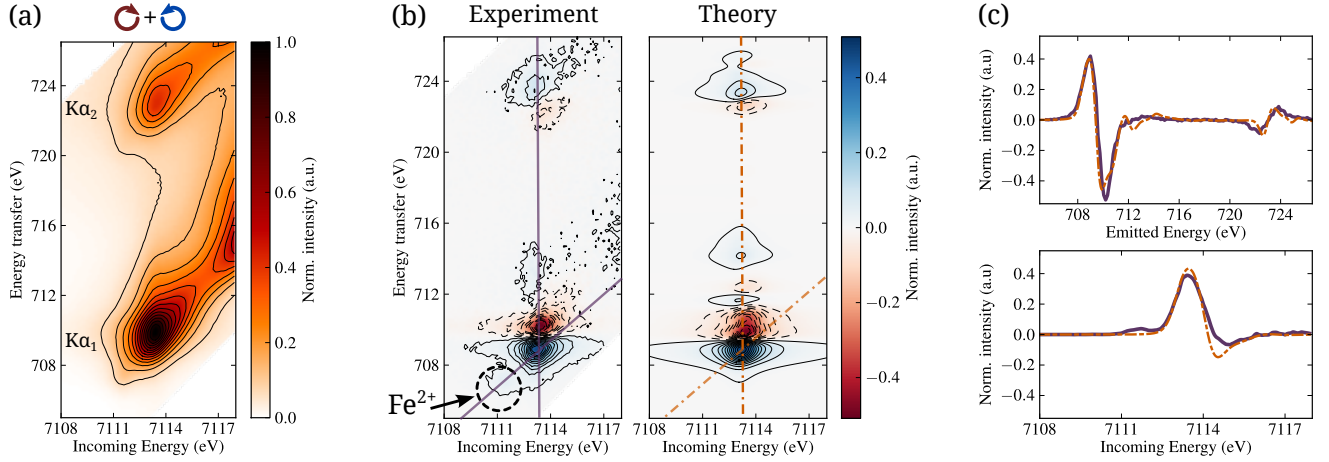 (a)
+
Kα2
Kα1
724
720
716
712
708
Energy transfer (eV)
7108 7111 7114 7117
Incoming Energy (eV)
1.0
0.8
0.6
0.4
0.2
0.0
Norm. intensity (a.u.)
(b)
Experiment
Theory
724
720
716
712
708
Energy transfer (eV)
Fe2+
7108 7111 7114 7117
Incoming Energy (eV)
7108 7111 7114 7117
Incoming Energy (eV)
0.4
0.2
0.0
−0.2
−0.4
Norm. intensity (a.u.)
(c)
0.4
0.2
0.0
−0.2
−0.4
Norm. intensity (a.u)
708 712 716 720 724
Emitted Energy (eV)
0.4
0.2
0.0
−0.2
−0.4
Norm. intensity (a.u)
7108 7111 7114 7117
Incoming Energy (eV)